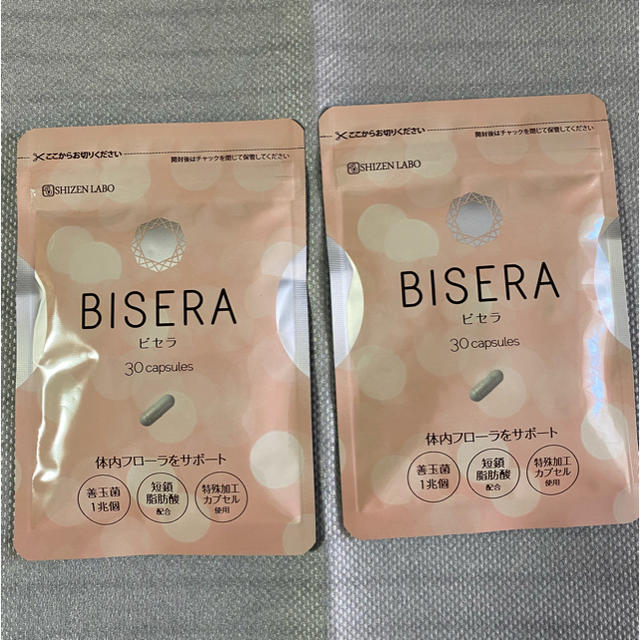 ここからお切りください
開封後はチャックを閉じて保管してください
SHIZEN LABO
BISERA
ビセラ
30 capsules
体内フローラをサポート
善玉菌
1兆個
短鎖
脂肪酸
配合
特殊加工
カプセル
使用
ここからお切りください
開封後はチャックを閉じて保管してください
SHIZEN LABO
BISERA
ビセラ
30 capsules
体内フローラをサポート
善玉菌
1兆個
短鎖
脂肪酸
配合
特殊加工
カプセル
使用